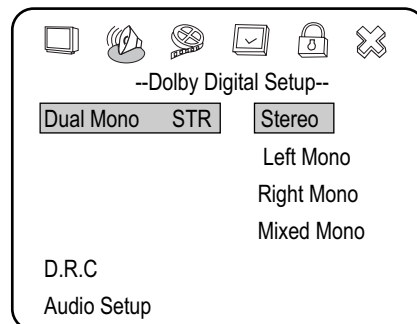 --Dolby Digital Setup--
Dual Mono STR Stereo
Left Mono
Right Mono
Mixed Mono
D.R.C
Audio Setup